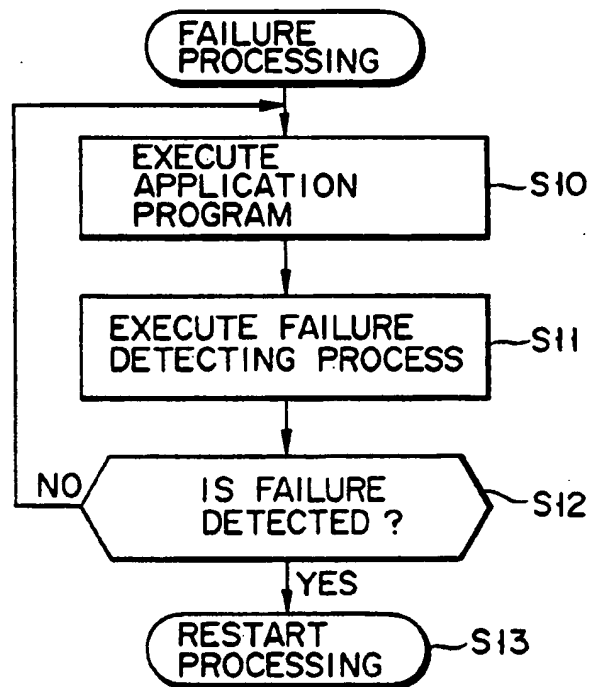 FAILURE
PROCESSING
EXECUTE
APPLICATION
PROGRAM
S10
EXECUTE FAILURE
DETECTING PROCESS
S11
NO
IS FAILURE
DETECTED ?
S12
YES
RESTART
PROCESSING
S13